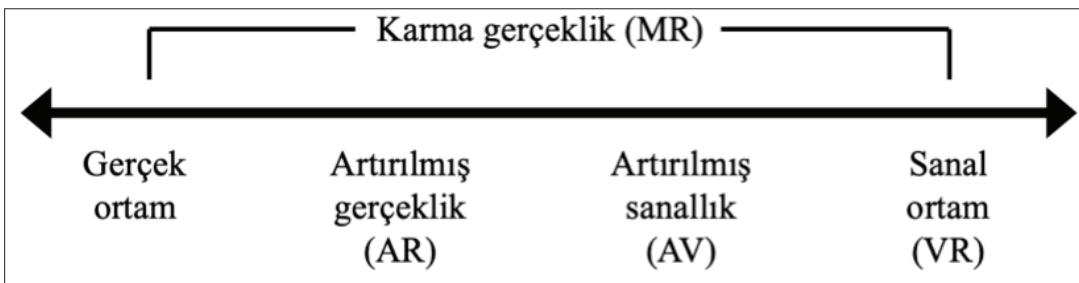 Karma gerçeklik (MR)
Gerçek
ortam
Artırılmış
gerçeklik
(AR)
Artırılmış
sanallık
(AV)
Sanal
ortam
(VR)